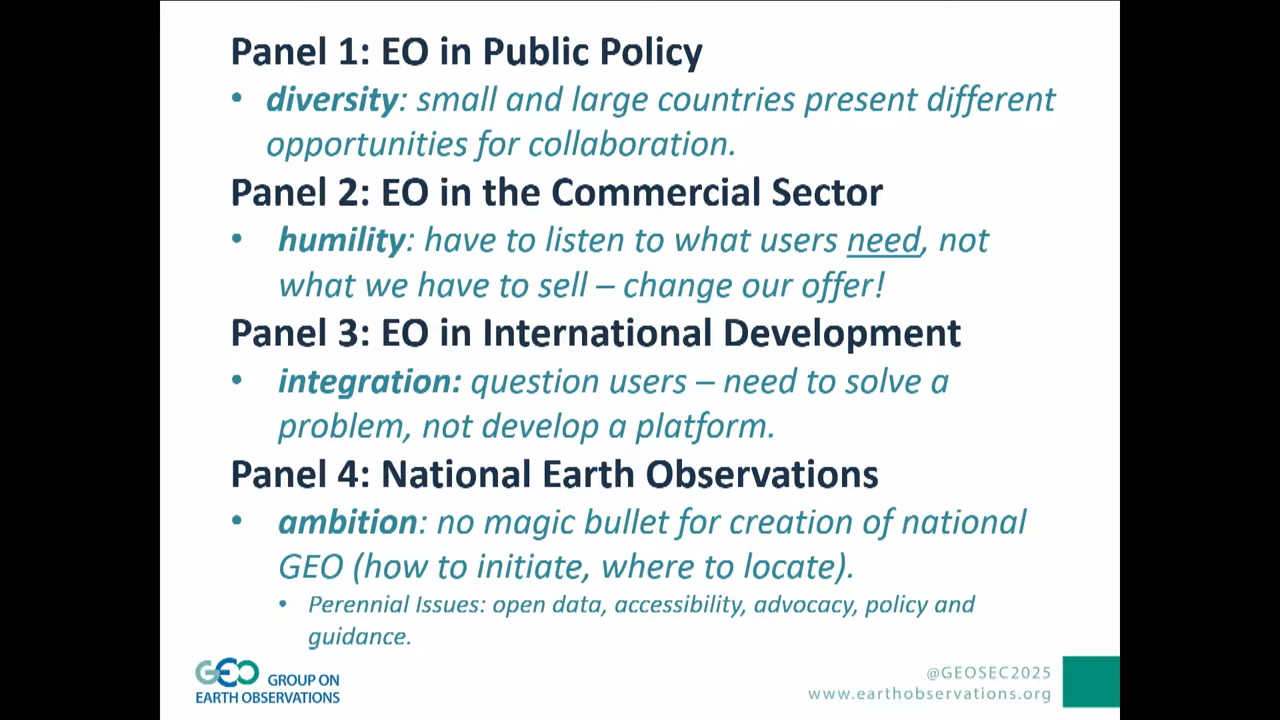 Panel 1: EO in Public Policy
• diversity: small and large countries present different
opportunities for collaboration.
Panel 2: EO in the Commercial Sector
• humility: have to listen to what users need, not
what we have to sell – change our offer!
Panel 3: EO in International Development
• integration: question users – need to solve a
problem, not develop a platform.
Panel 4: National Earth Observations
• ambition: no magic bullet for creation of national
GEO (how to initiate, where to locate).
• Perennial Issues: open data, accessibility, advocacy, policy and
guidance.
GEO GROUP ON
EARTH OBSERVATIONS
@GEOSEC2025
www.earthobservations.org